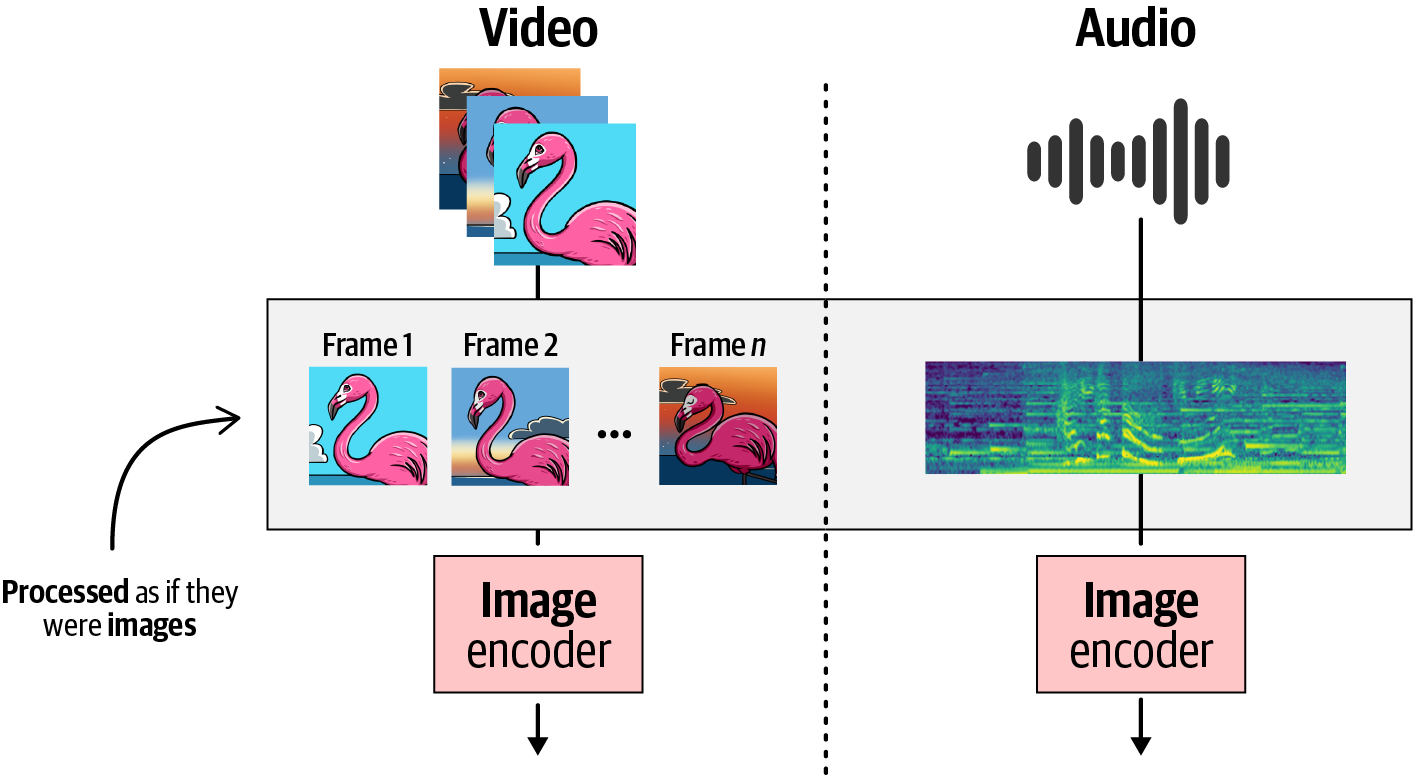 Video
Audio
Frame 1
Frame 2
Frame n
Processed as if they
were images
Image
encoder
Image
encoder